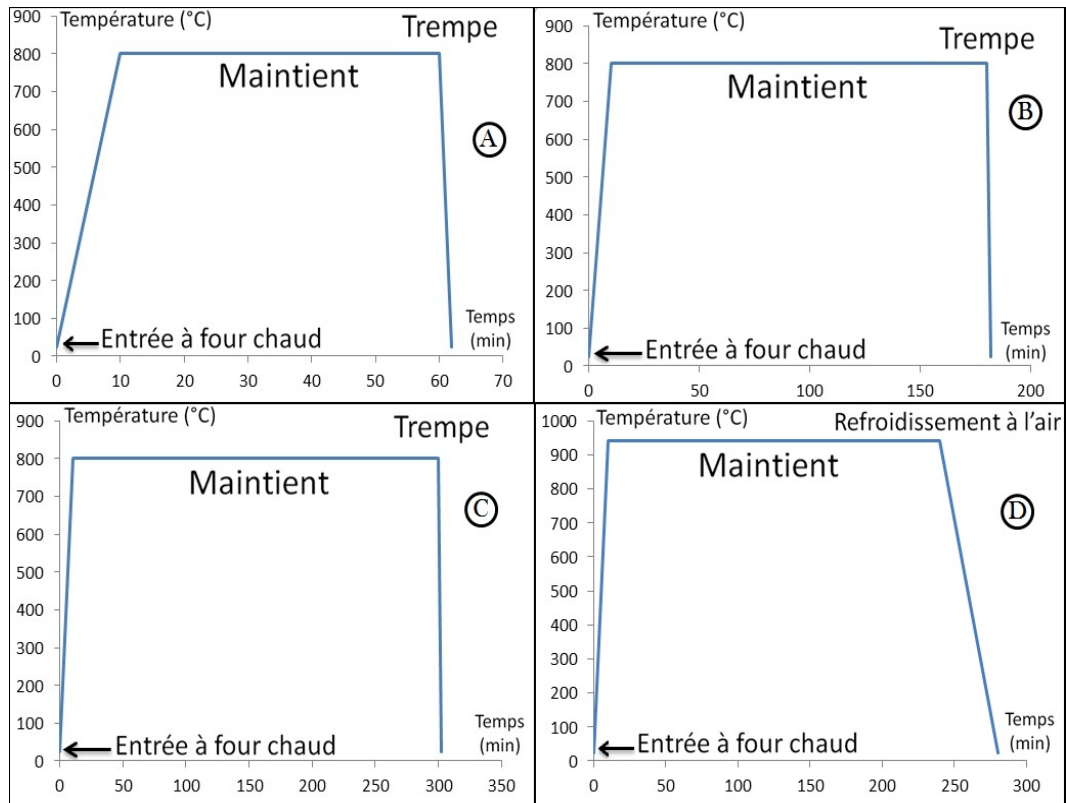 900
Température (°C)
Trempe
800
Maintient
700
600
A
500
400
300
200
100
Entrée à four chaud
Temps
(min)
0
0 10 20 30 40 50 60 70
900
Température (°C)
Trempe
800
Maintient
700
B
600
500
400
300
200
100
Entrée à four chaud
Temps
(min)
0
0 50 100 150 200
900
Température (°C)
Trempe
800
Maintient
700
C
600
500
400
300
200
100
Entrée à four chaud
Temps
(min)
0
0 50 100 150 200 250 300 350
1000
Température (°C)
Refroidissement à l’air
900
Maintient
800
D
700
600
500
400
300
200
100
Entrée à four chaud
Temps
(min)
0
0 50 100 150 200 250 300